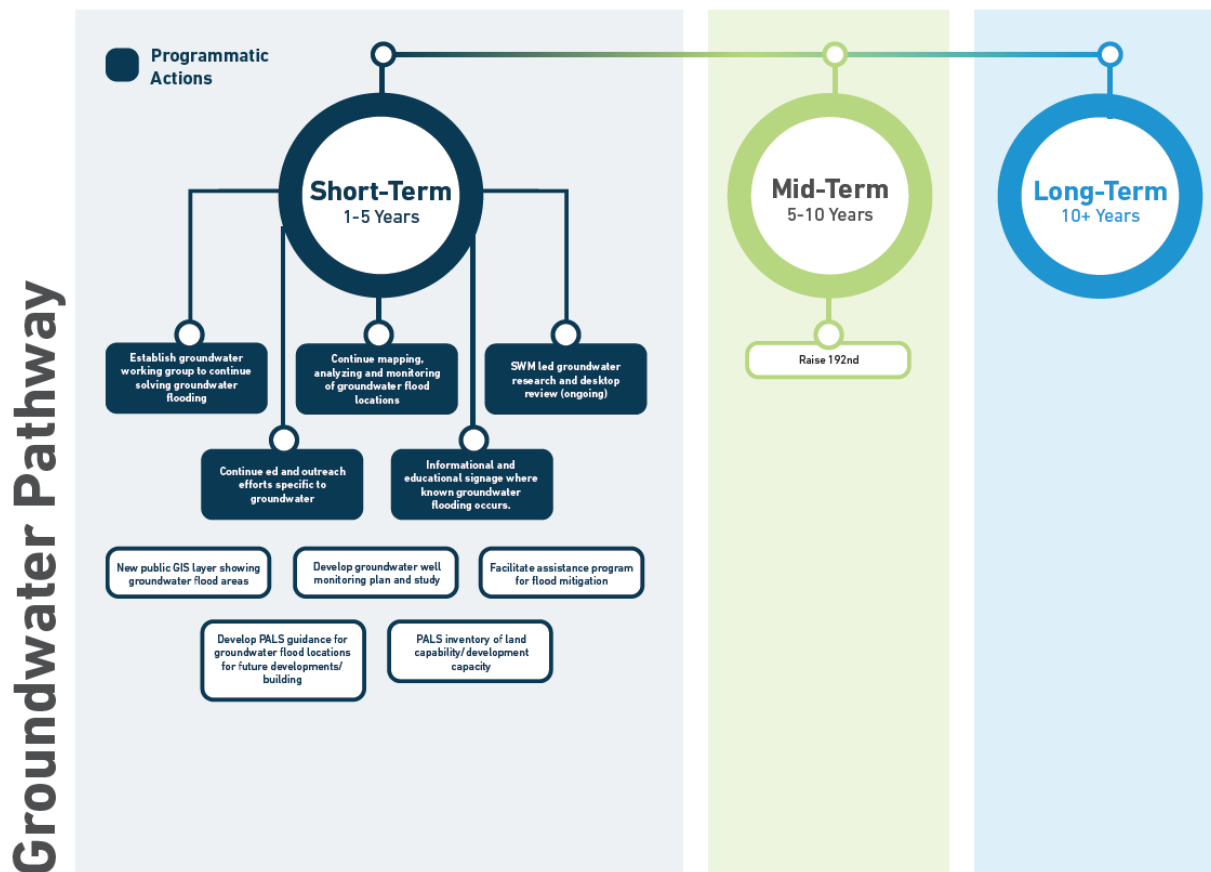 Groundwater Pathway
Programmatic
Actions
Short-Term
1-5 Years
Mid-Term
5-10 Years
Long-Term
10+ Years
Establish groundwater
working group to continue
solving groundwater
flooding
Continue mapping,
analyzing and monitoring
of groundwater flood
locations
SWM led groundwater
research and desktop
review (ongoing)
Raise 192nd
Continue ed and outreach
efforts specific to
groundwater
Informational and
educational signage where
known groundwater
flooding occurs.
New public GIS layer showing
groundwater flood areas
Develop groundwater well
monitoring plan and study
Facilitate assistance program
for flood mitigation
Develop PALS guidance for
groundwater flood locations
for future developments/
building
PALS inventory of land
capability/development
capacity